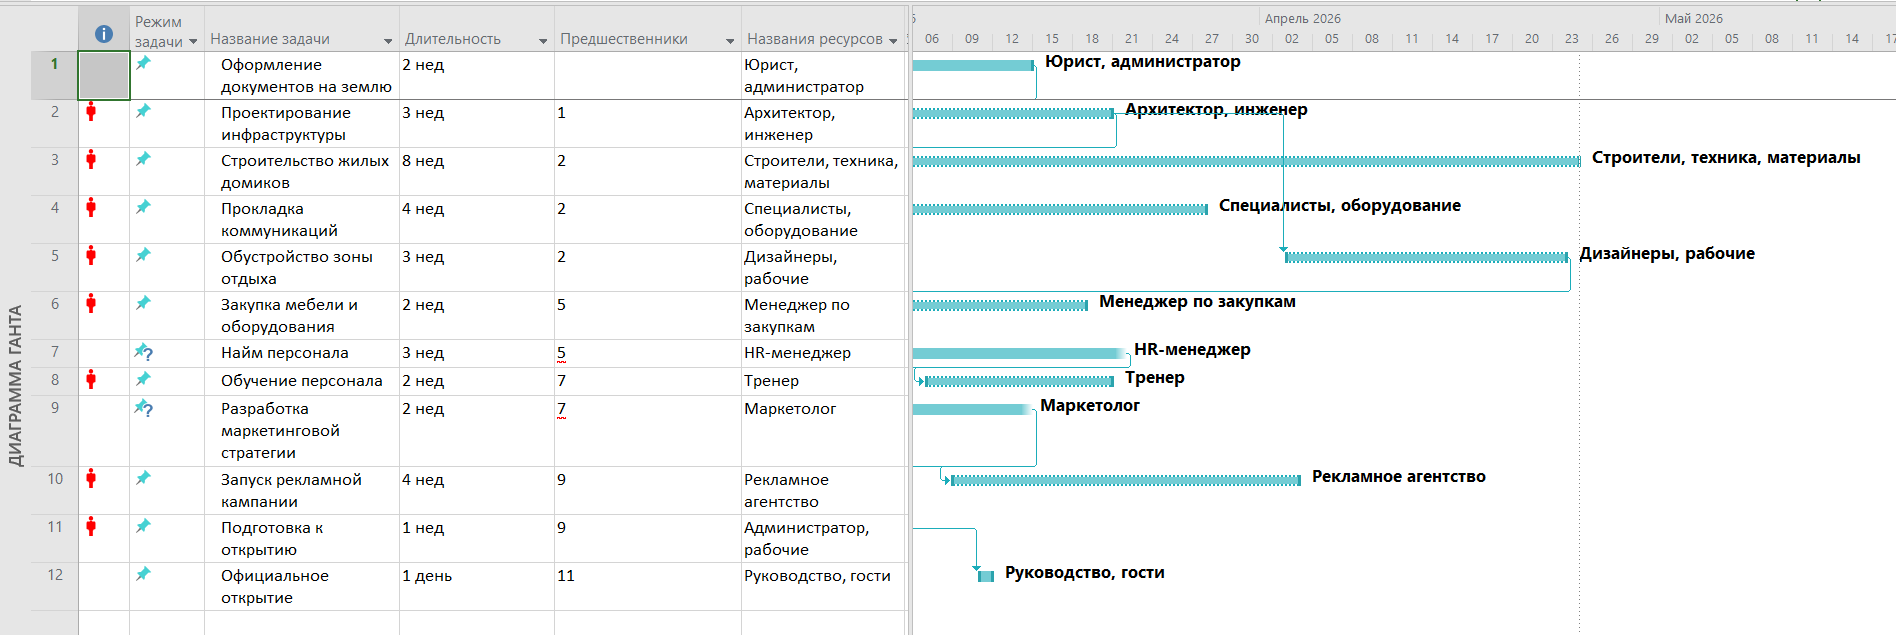 Режим задачи Название задачи Длительность Предшественники Названия ресурсов
Апрель 2026 Май 2026
06 09 12 15 18 21 24 27 30 02 05 08 11 14 17 20 23 26 29 02 05 08 11 14 17
1 Оформление документов на землю 2 нед Юрист, администратор
Юрист, администратор
2 Проектирование инфраструктуры 3 нед 1 Архитектор, инженер
Архитектор, инженер
3 Строительство жилых домиков 8 нед 2 Строители, техника, материалы
Строители, техника, материалы
4 Прокладка коммуникаций 4 нед 2 Специалисты, оборудование
Специалисты, оборудование
5 Обустройство зоны отдыха 3 нед 2 Дизайнеры, рабочие
Дизайнеры, рабочие
6 Закупка мебели и оборудования 2 нед 5 Менеджер по закупкам
Менеджер по закупкам
7 Найм персонала 3 нед 5 HR-менеджер
HR-менеджер
8 Обучение персонала 2 нед 7 Тренер
Тренер
9 Разработка маркетинговой стратегии 2 нед 7 Маркетолог
Маркетолог
10 Запуск рекламной кампании 4 нед 9 Рекламное агентство
Рекламное агентство
11 Подготовка к открытию 1 нед 9 Администратор, рабочие
12 Официальное открытие 1 день 11 Руководство, гости
Руководство, гости
ДИАГРАММА ГАНТА